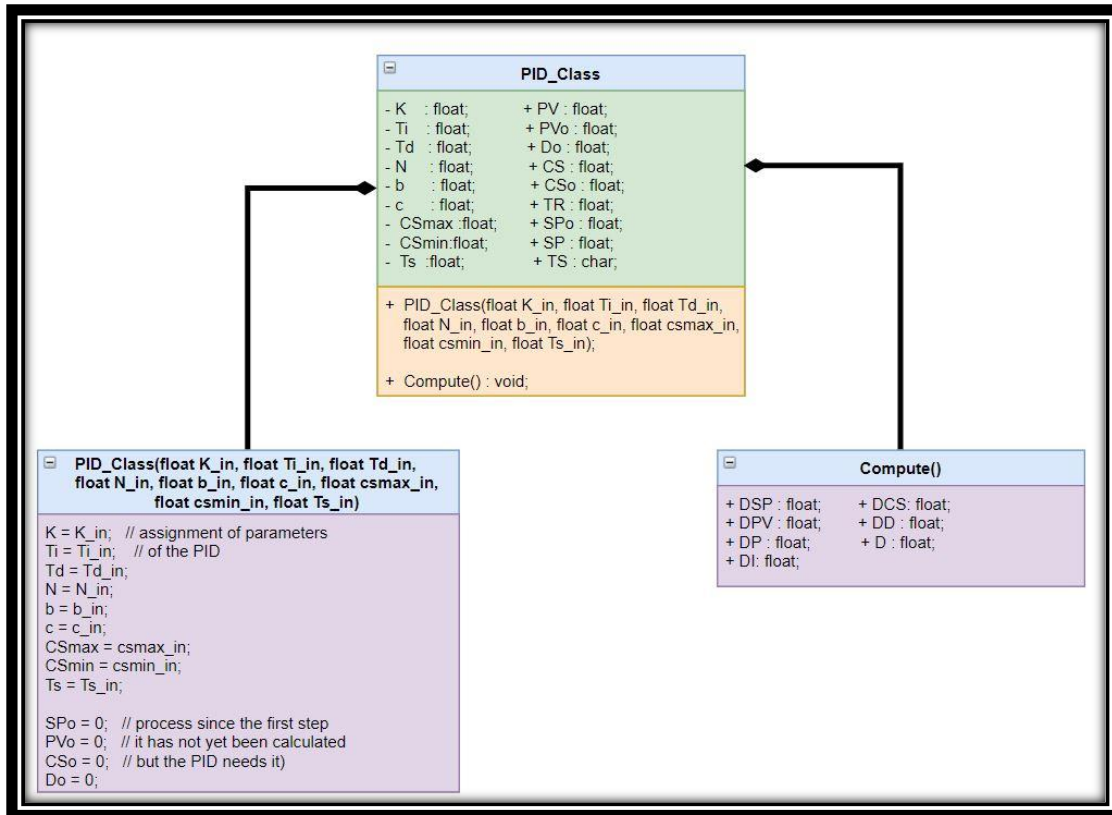 PID_Class
- K : float; + PV : float;
- Ti : float; + PVo : float;
- Td : float; + Do : float;
- N : float; + CS : float;
- b : float; + CSo : float;
- c : float; + TR : float;
- CSmax :float; + SPo : float;
- CSmin:float; + SP : float;
- Ts :float; + TS : char;
+ PID_Class(float K_in, float Ti_in, float Td_in,
float N_in, float b_in, float c_in, float csmax_in,
float csmin_in, float Ts_in);
+ Compute() : void;
PID_Class(float K_in, float Ti_in, float Td_in,
float N_in, float b_in, float c_in, float csmax_in,
float csmin_in, float Ts_in)
K = K_in; // assignment of parameters
Ti = Ti_in; // of the PID
Td = Td_in;
N = N_in;
b = b_in;
c = c_in;
CSmax = csmax_in;
CSmin = csmin_in;
Ts = Ts_in;
SPo = 0; // process since the first step
PVo = 0; // it has not yet been calculated
CSo = 0; // but the PID needs it)
Do = 0;
Compute()
+ DSP : float; + DCS: float;
+ DPV : float; + DD : float;
+ DP : float; + D : float;
+ DI: float;